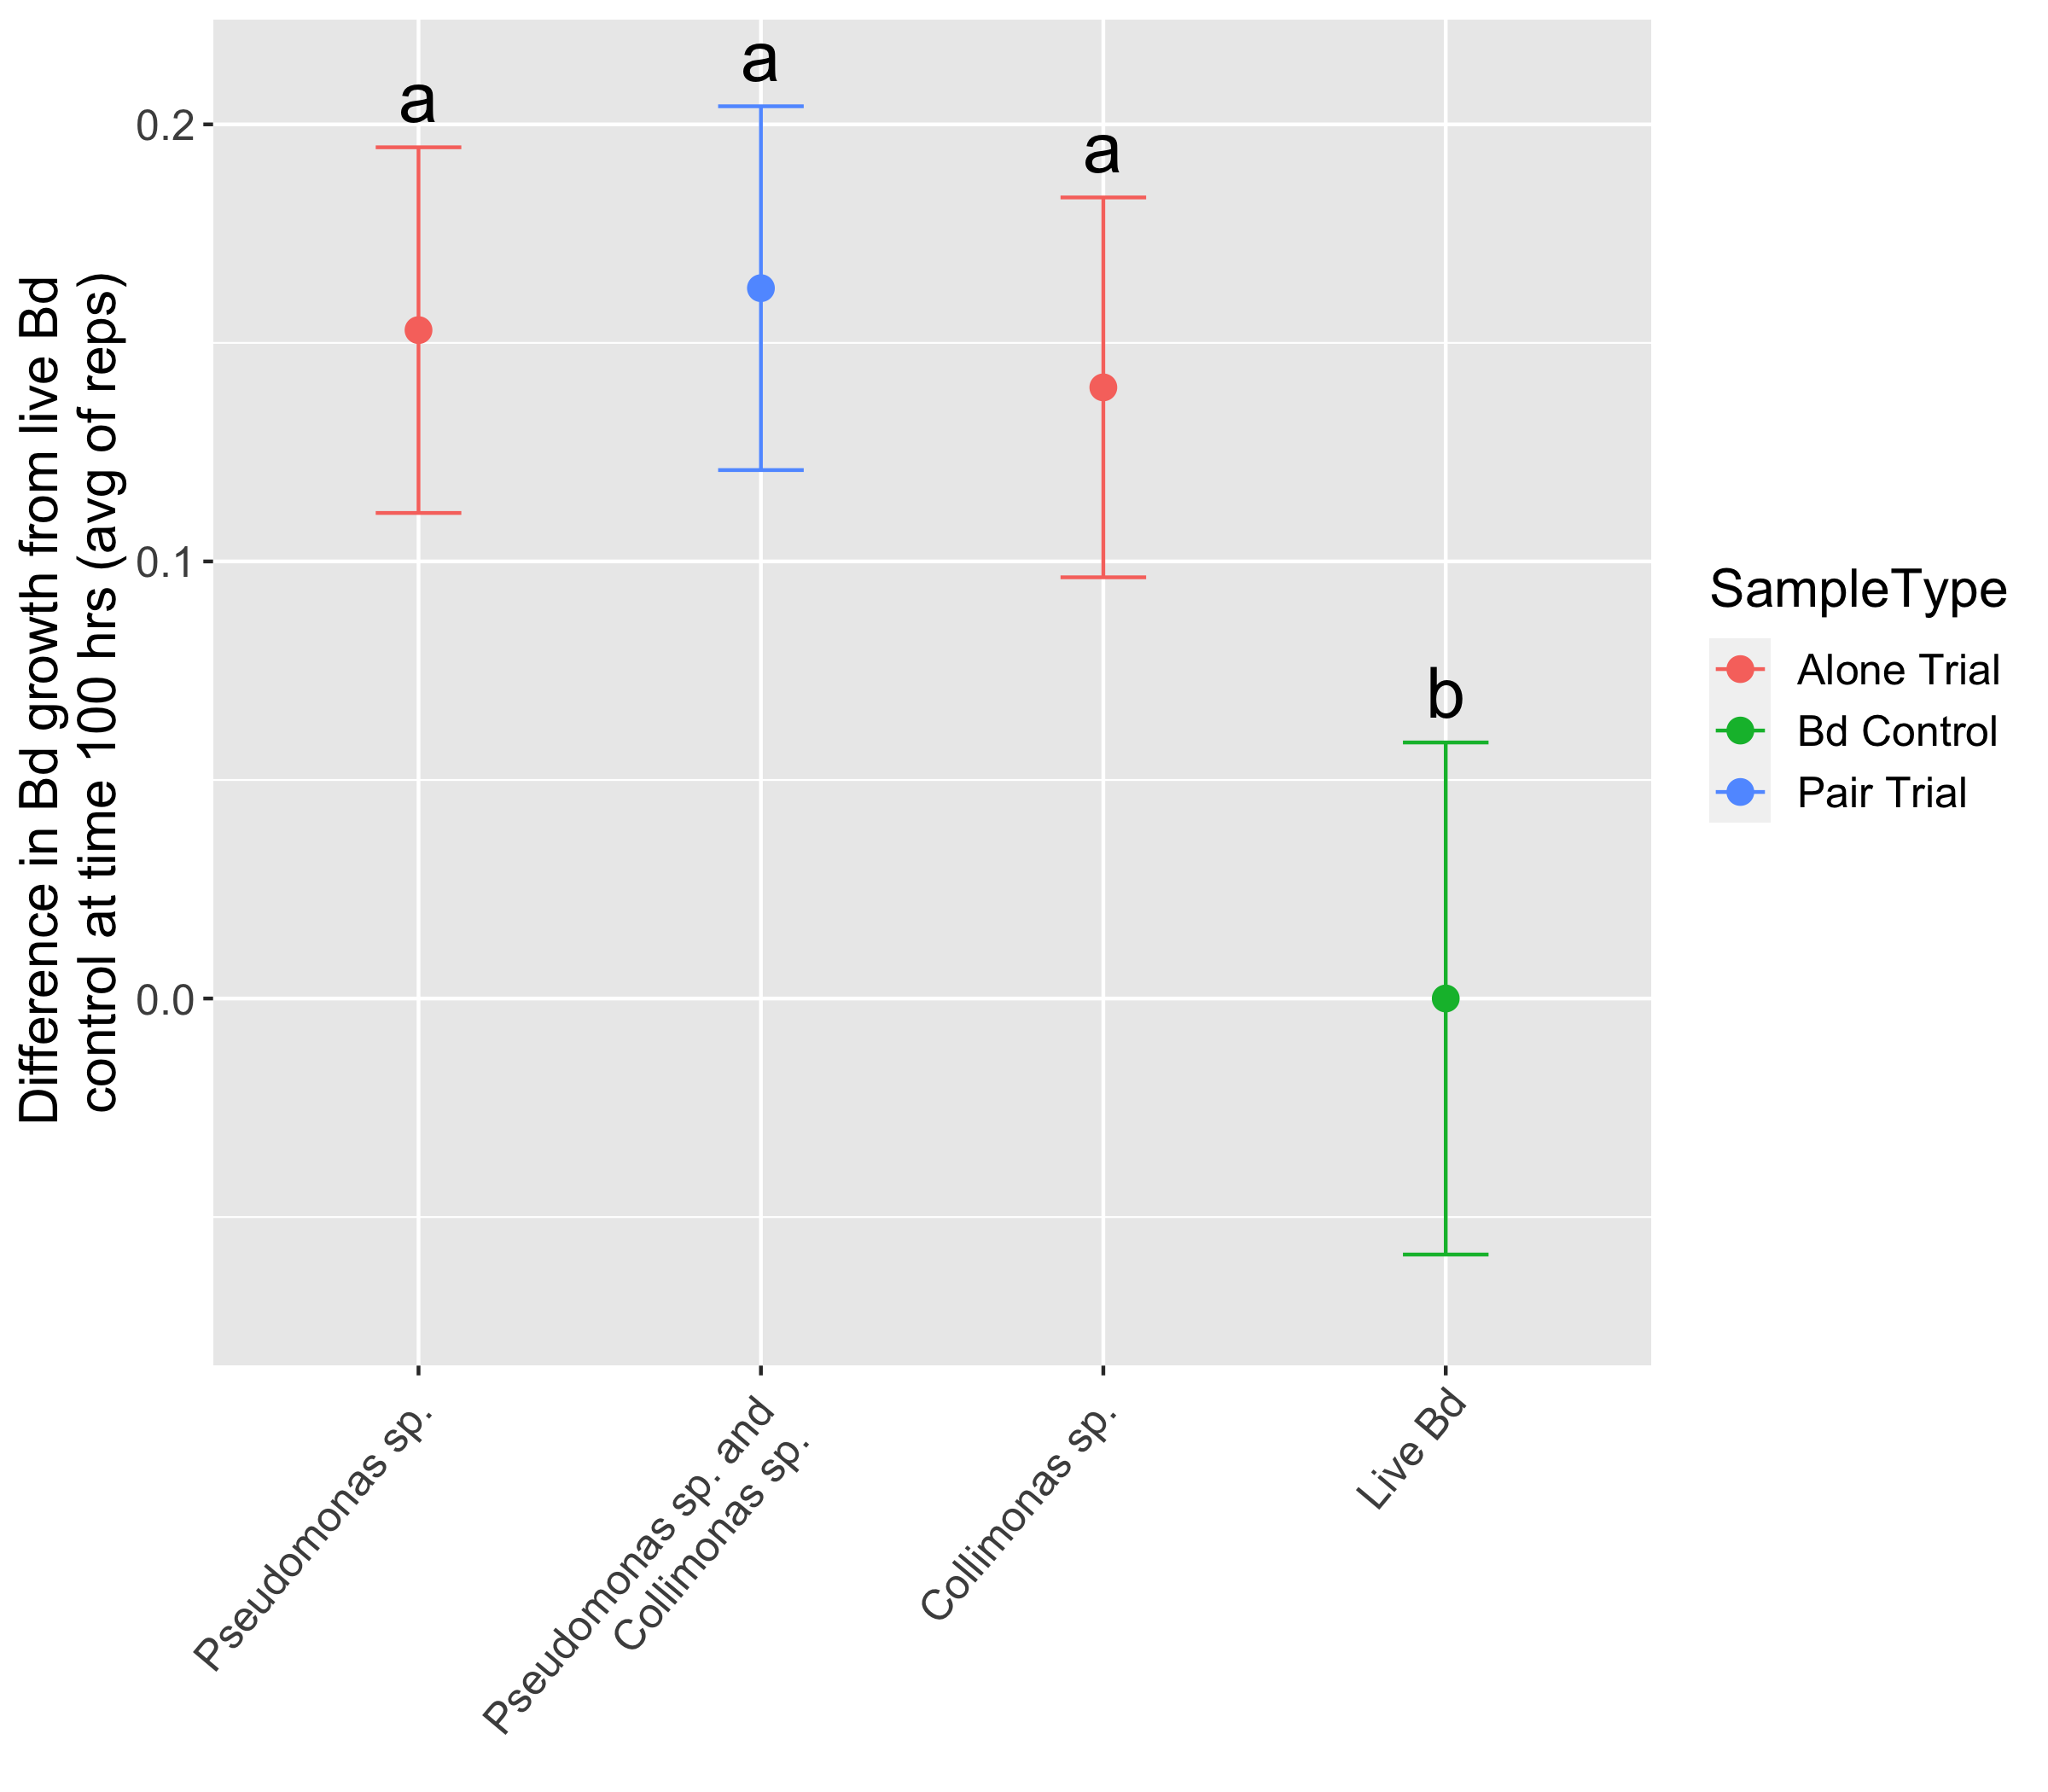 Difference in Bd growth from live Bd
control at time 100 hrs (avg of reps)
0.2
0.1
0.0
a
a
a
b
Pseudomonas sp.
Pseudomonas sp. and
Collimonas sp.
Collimonas sp.
Live Bd
SampleType
Alone Trial
Bd Control
Pair Trial